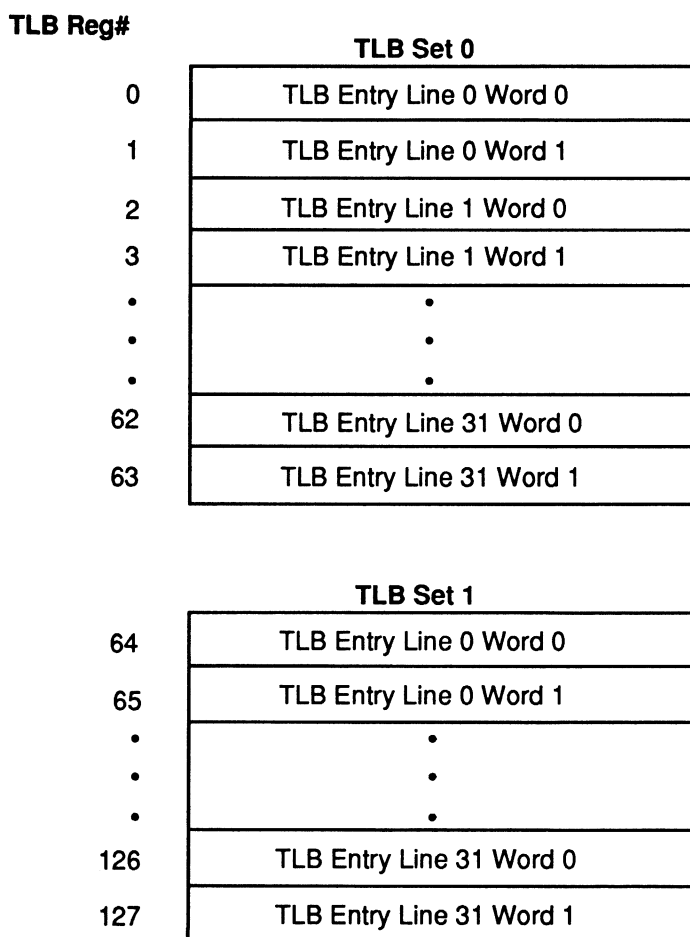 TLB Reg#
TLB Set 0
0 TLB Entry Line 0 Word 0
1 TLB Entry Line 0 Word 1
2 TLB Entry Line 1 Word 0
3 TLB Entry Line 1 Word 1
• •
• •
• •
62 TLB Entry Line 31 Word 0
63 TLB Entry Line 31 Word 1
TLB Set 1
64 TLB Entry Line 0 Word 0
65 TLB Entry Line 0 Word 1
• •
• •
• •
126 TLB Entry Line 31 Word 0
127 TLB Entry Line 31 Word 1